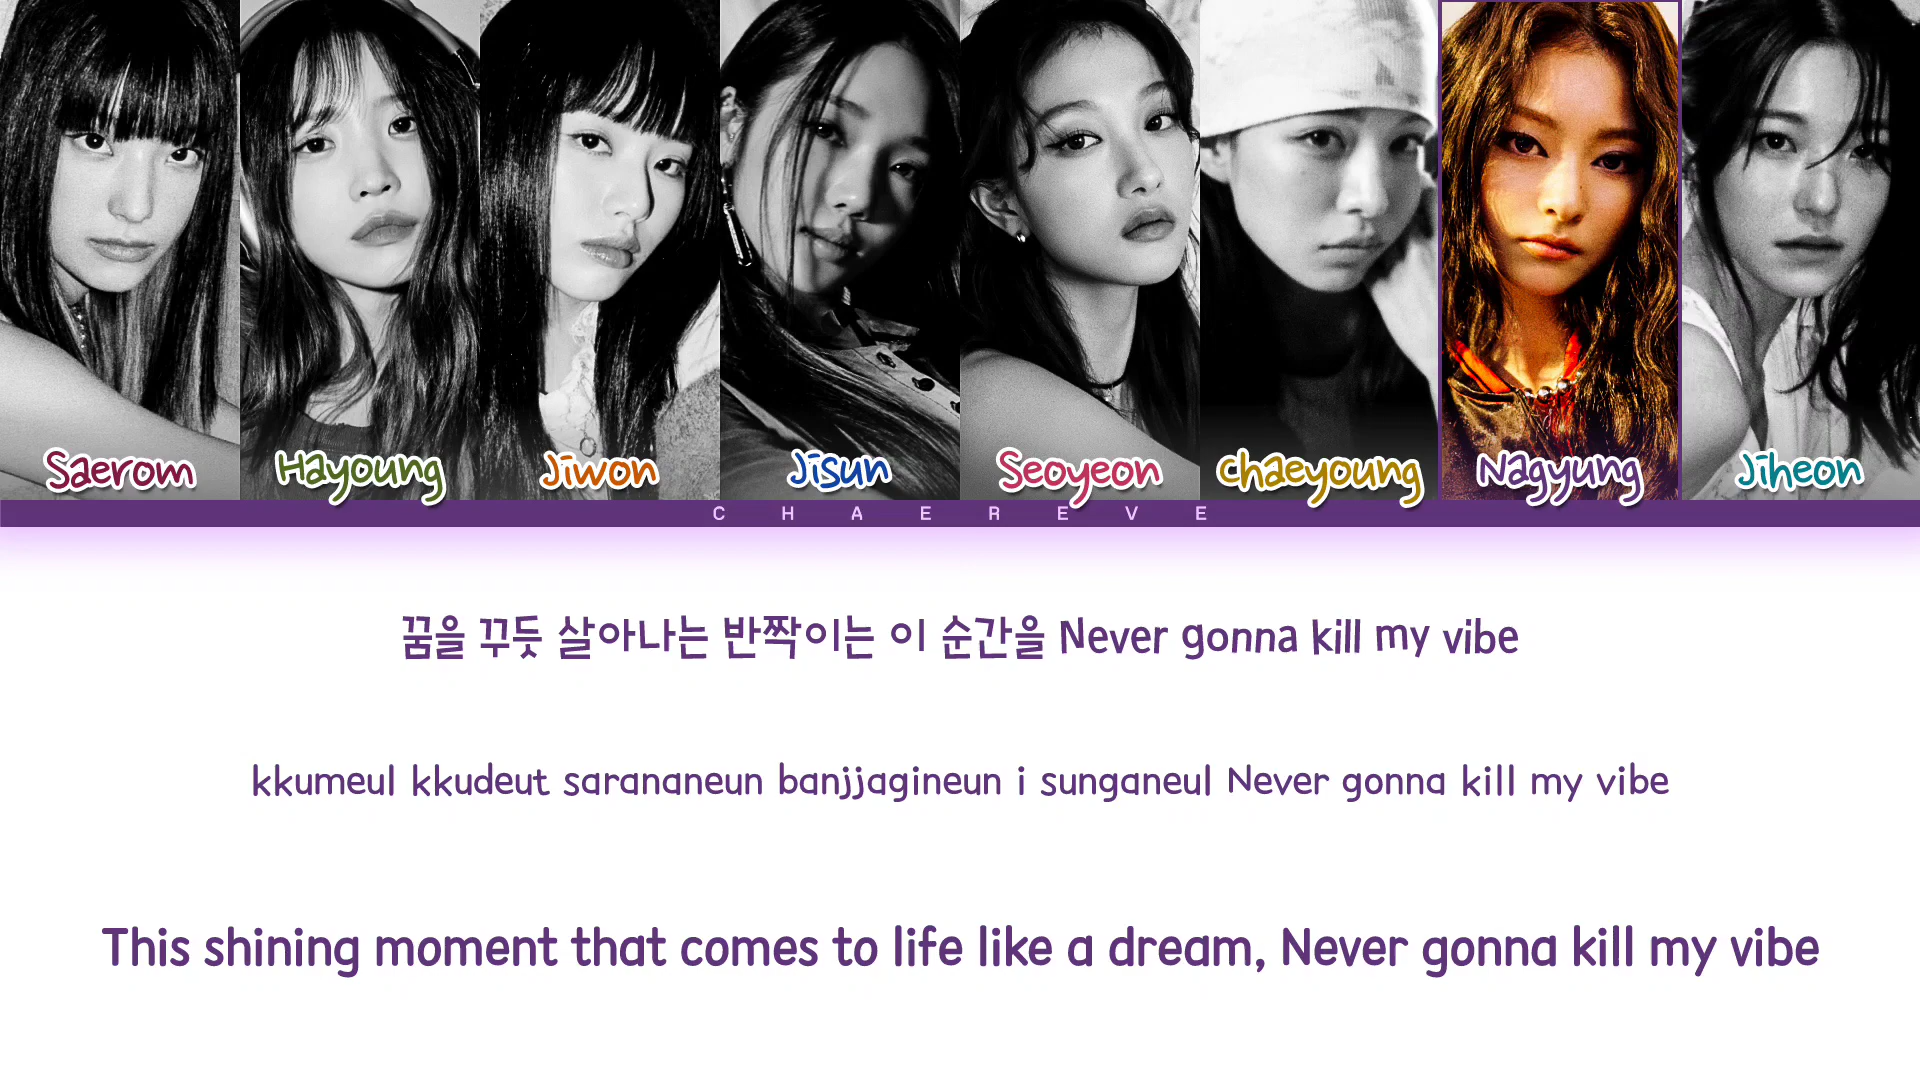 Saerom Hayoung Jiwon Jisun Seoyeon chaeyoung Nagyung Jiheon
CHAEREVE
꿈을 꾸듯 살아나는 반짝이는 이 순간을 Never gonna kill my vibe
kkumeul kkudeut sarananeun banjjagineun i sunganeul Never gonna kill my vibe
This shining moment that comes to life like a dream, Never gonna kill my vibe